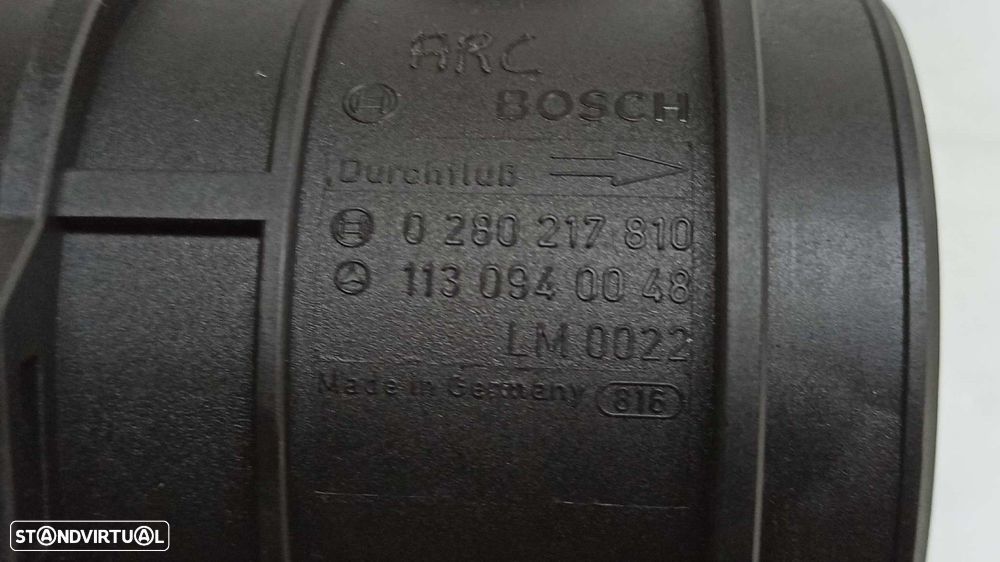 ARC
BOSCH
Durchfluß
0 280 217 810
113 094 00 48
LM 0022
Made in Germany 816
STANDVIRTUAL